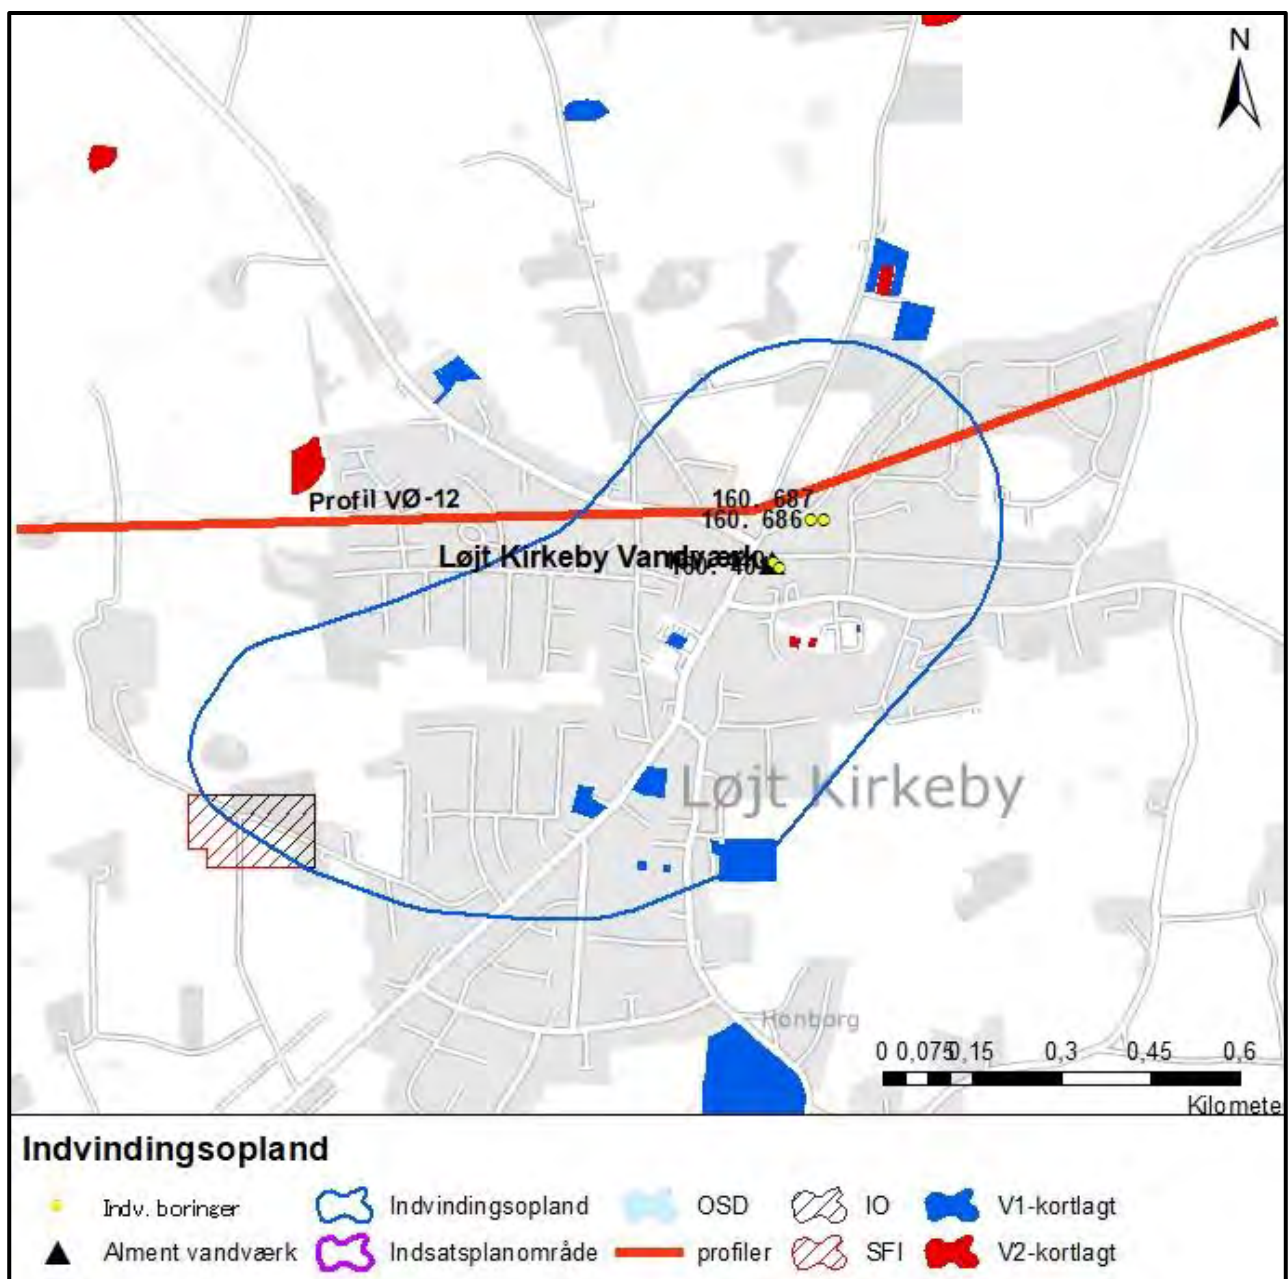 N
Profil VØ-12
160. 687
160. 686
Løjt Kirkeby Vandværk
Løjt Kirkeby
Hønborg
0 0,075 0,15 0,3 0,45 0,6
Kilomete
Indvindingsopland
Indv. boringer
Indvindingsopland
OSD
IO
V1-kortlagt
Alment vandværk
Indsatsplanområde
profiler
SFI
V2-kortlagt